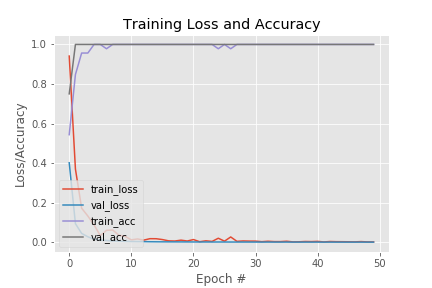 Training Loss and Accuracy
Loss/Accuracy
1.0
0.8
0.6
0.4
0.2
0.0
train_loss
val_loss
train_acc
val_acc
0 10 20 30 40 50
Epoch #